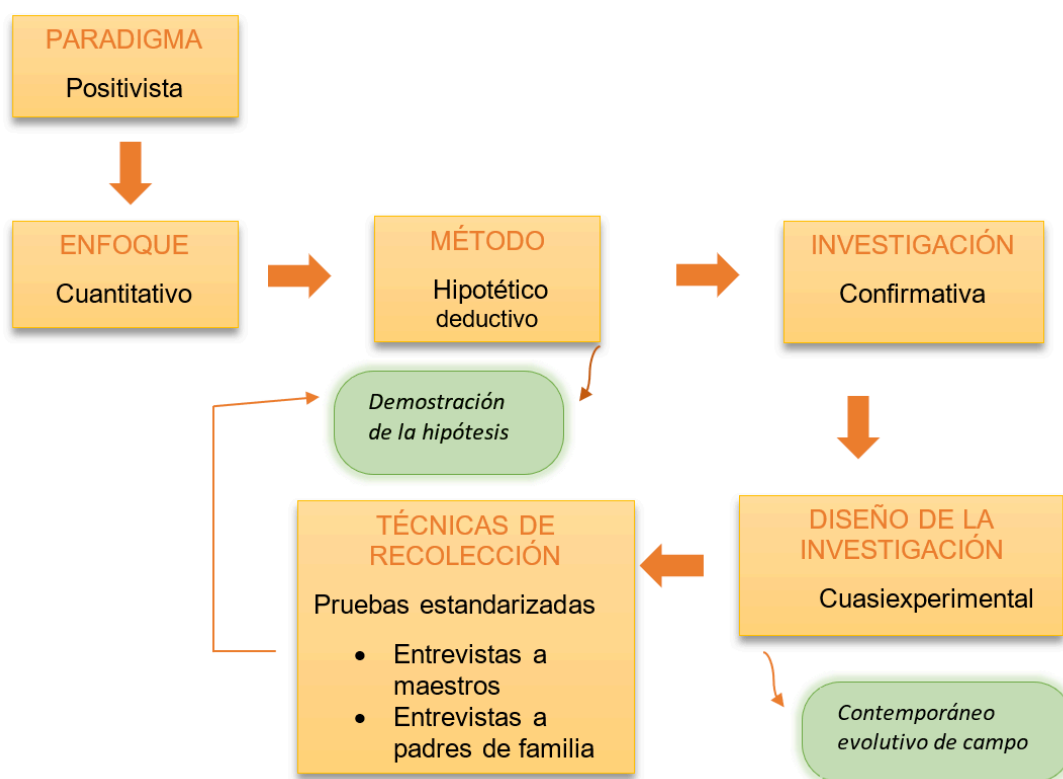 PARADIGMA
Positivista
ENFOQUE
Cuantitativo
MÉTODO
Hipotético
deductivo
INVESTIGACIÓN
Confirmativa
Demostración
de la hipótesis
TÉCNICAS DE
RECOLECCIÓN
Pruebas estandarizadas
• Entrevistas a
maestros
• Entrevistas a
padres de familia
DISEÑO DE LA
INVESTIGACIÓN
Cuasiexperimental
Contemporáneo
evolutivo de campo